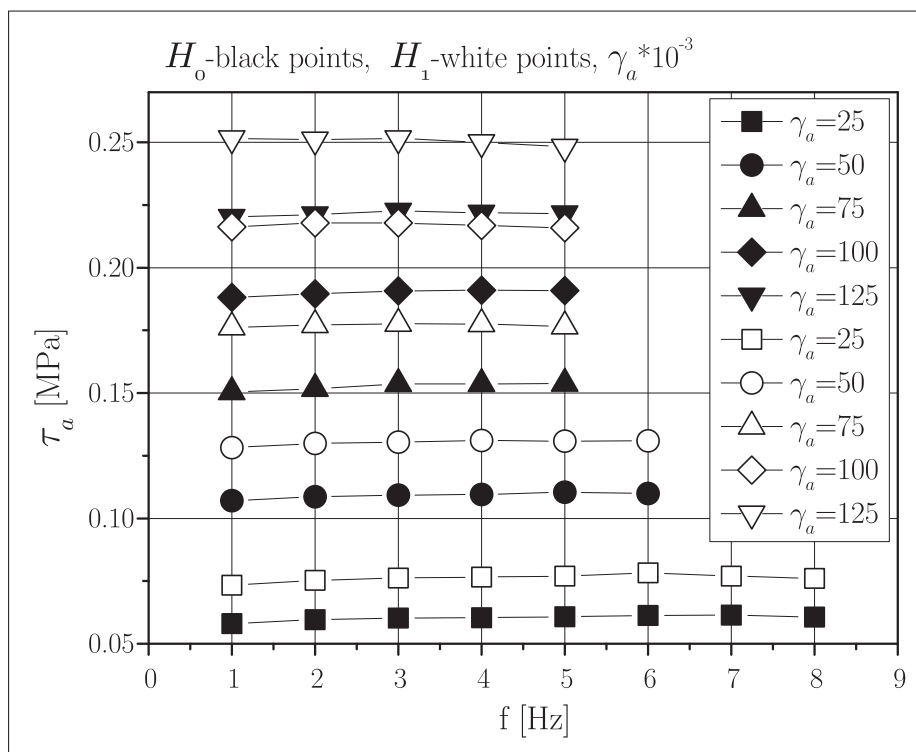 H₀-black points, H₁-white points, γₐ*10⁻³
0.25
0.20
0.15
0.10
0.05
τₐ [MPa]
0 1 2 3 4 5 6 7 8 9
f [Hz]
γₐ=25
γₐ=50
γₐ=75
γₐ=100
γₐ=125
γₐ=25
γₐ=50
γₐ=75
γₐ=100
γₐ=125